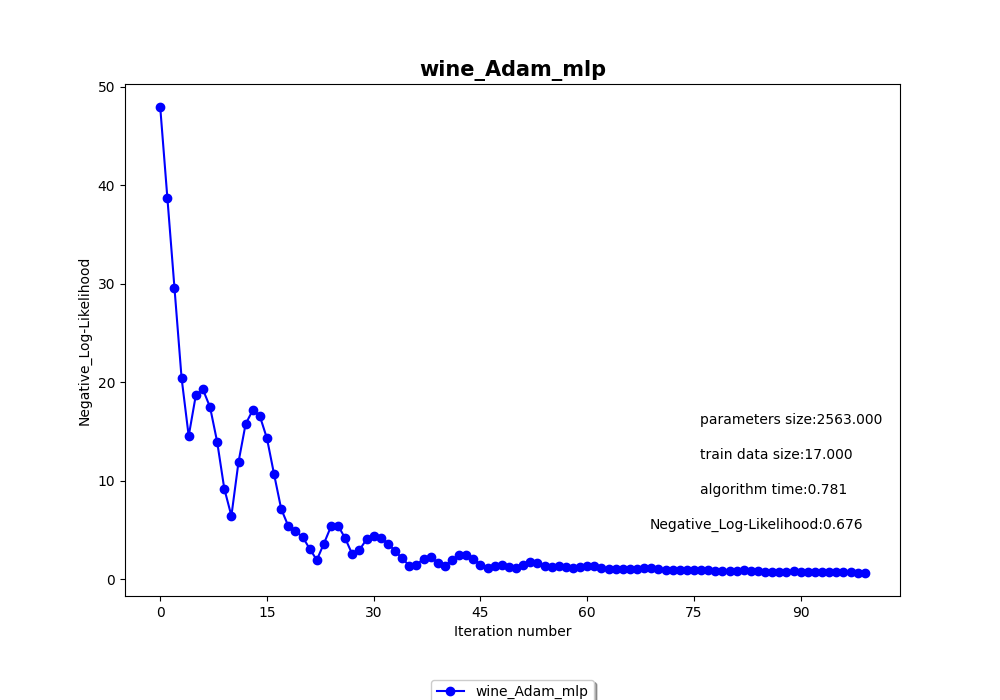 wine_Adam_mlp
50
40
30
20
10
0
Negative_Log-Likelihood
parameters size:2563.000
train data size:17.000
algorithm time:0.781
Negative_Log-Likelihood:0.676
0 15 30 45 60 75 90
Iteration number
wine_Adam_mlp